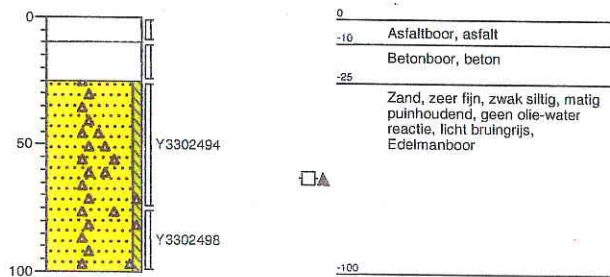 0
50
100
Y3302494
Y3302498
0
Asfaltboor, asfalt
-10
Betonboor, beton
-25
Zand, zeer fijn, zwak siltig, matig
puinhoudend, geen olie-water
reactie, licht bruingrijs,
Edelmanboor
-100